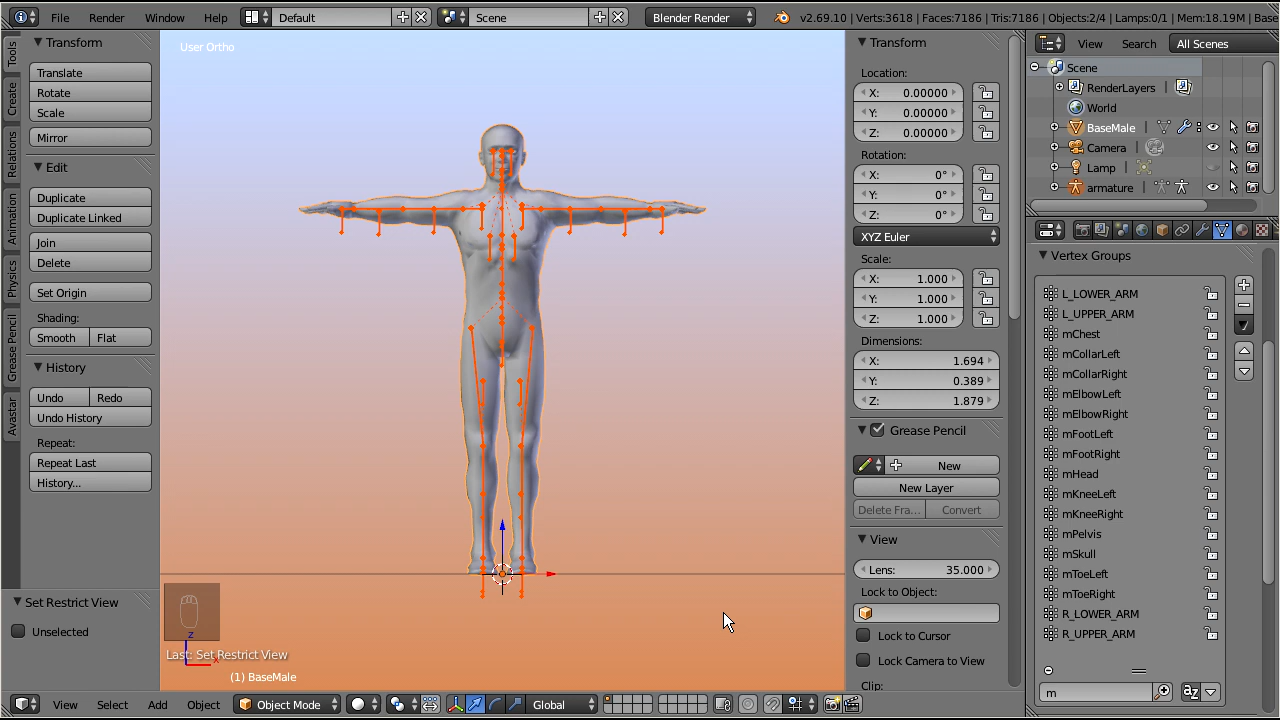 File Render Window Help Default Scene Blender Render v2.69.10 | Verts:3618 | Faces:7186 | Tris:7186 | Objects:2/4 | Lamps:0/1 | Mem:18.19M |
Tools
Create
Relations
Animation
Physics
Grease Pencil
Avastar
Transform
Translate
Rotate
Scale
Mirror
Edit
Duplicate
Duplicate Linked
Join
Delete
Set Origin
Shading:
Smooth Flat
History
Undo Redo
Undo History
Repeat:
Repeat Last
History...
Set Restrict View
Unselected
User Ortho
z
x
Last: Set Restrict View
(1) BaseMale
View Select Add Object Object Mode Global
Transform
Location:
X: 0.00000
Y: 0.00000
Z: 0.00000
Rotation:
X: 0°
Y: 0°
Z: 0°
XYZ Euler
Scale:
X: 1.000
Y: 1.000
Z: 1.000
Dimensions:
X: 1.694
Y: 0.389
Z: 1.879
Grease Pencil
New
New Layer
Delete Fra... Convert
View
Lens: 35.000
Lock to Object:
Lock to Cursor
Lock Camera to View
Clip:
View Search All Scenes
Scene
RenderLayers
World
BaseMale
Camera
Lamp
armature
Vertex Groups
L_LOWER_ARM
L_UPPER_ARM
mChest
mCollarLeft
mCollarRight
mElbowLeft
mElbowRight
mFootLeft
mFootRight
mHead
mKneeLeft
mKneeRight
mPelvis
mSkull
mToeLeft
mToeRight
R_LOWER_ARM
R_UPPER_ARM
m
az